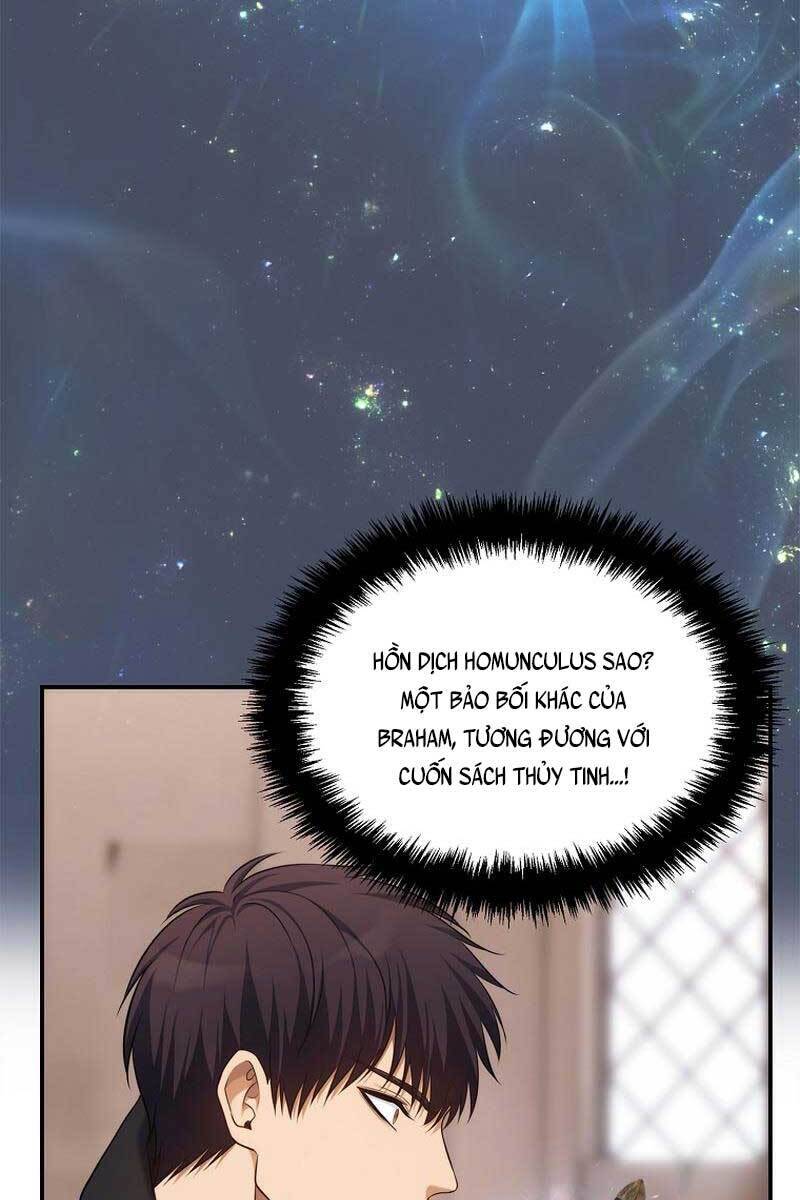 HỒN DỊCH HOMUNCULUS SAO?
MỘT BẢO BỐI KHÁC CỦA
BRAHAM, TƯƠNG ĐƯƠNG VỚI
CUỐN SÁCH THỦY TINH...!